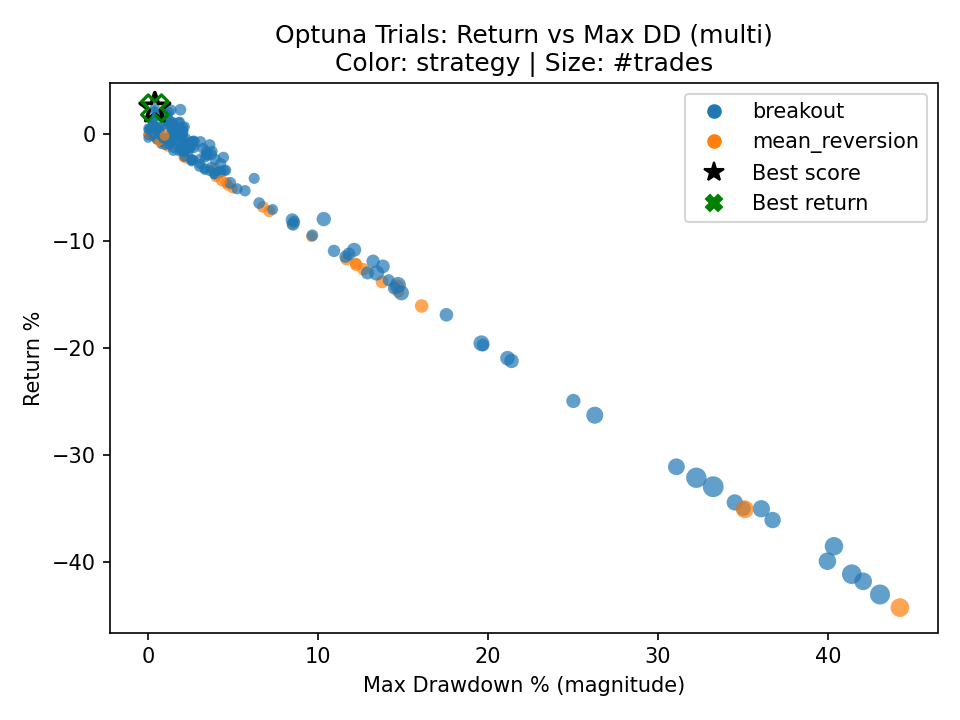 Optuna Trials: Return vs Max DD (multi)
Color: strategy | Size: #trades
breakout
mean_reversion
Best score
Best return
0
−10
−20
−30
−40
Return %
0
10
20
30
40
Max Drawdown % (magnitude)